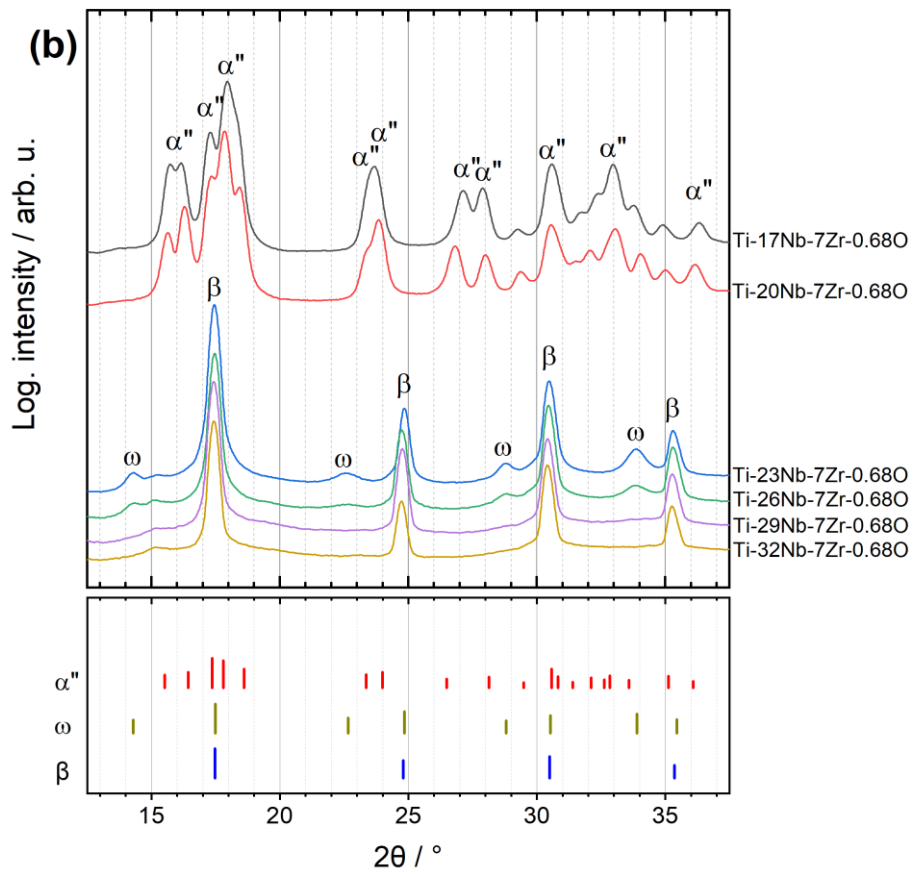 (b)
Log. intensity / arb. u.
α"
α"
α"
α"
α"
α"
α"
α"
α"
α"
Ti-17Nb-7Zr-0.68O
Ti-20Nb-7Zr-0.68O
β
β
β
β
ω
ω
ω
ω
Ti-23Nb-7Zr-0.68O
Ti-26Nb-7Zr-0.68O
Ti-29Nb-7Zr-0.68O
Ti-32Nb-7Zr-0.68O
α"
ω
β
15 20 25 30 35
2θ / °